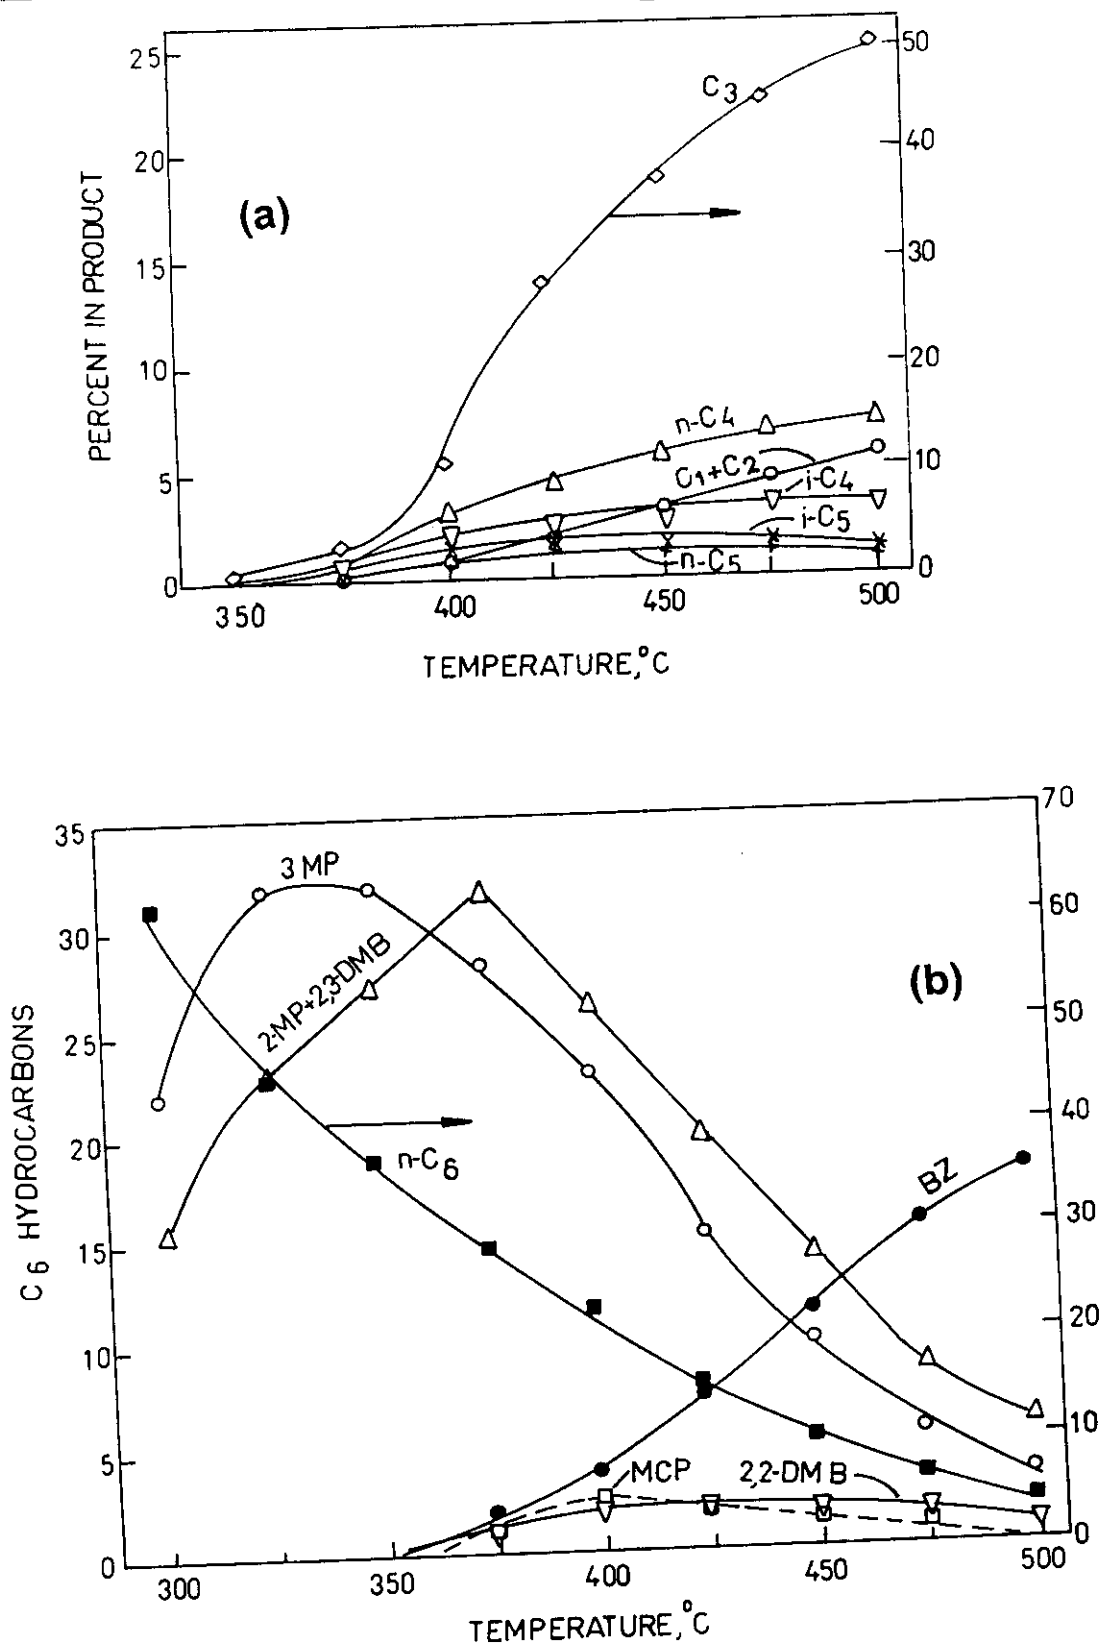 25
20
15
10
5
0
PERCENT IN PRODUCT
(a)
C3
n-C4
C1+C2
i-C4
i-C5
n-C5
50
40
30
20
10
0
350
400
450
500
TEMPERATURE,°C
35
30
25
20
15
10
5
0
C6 HYDROCARBONS
3 MP
2-MP+2,3-DMB
(b)
n-C6
BZ
MCP
2,2-DMB
70
60
50
40
30
20
10
0
300
350
400
450
500
TEMPERATURE,°C